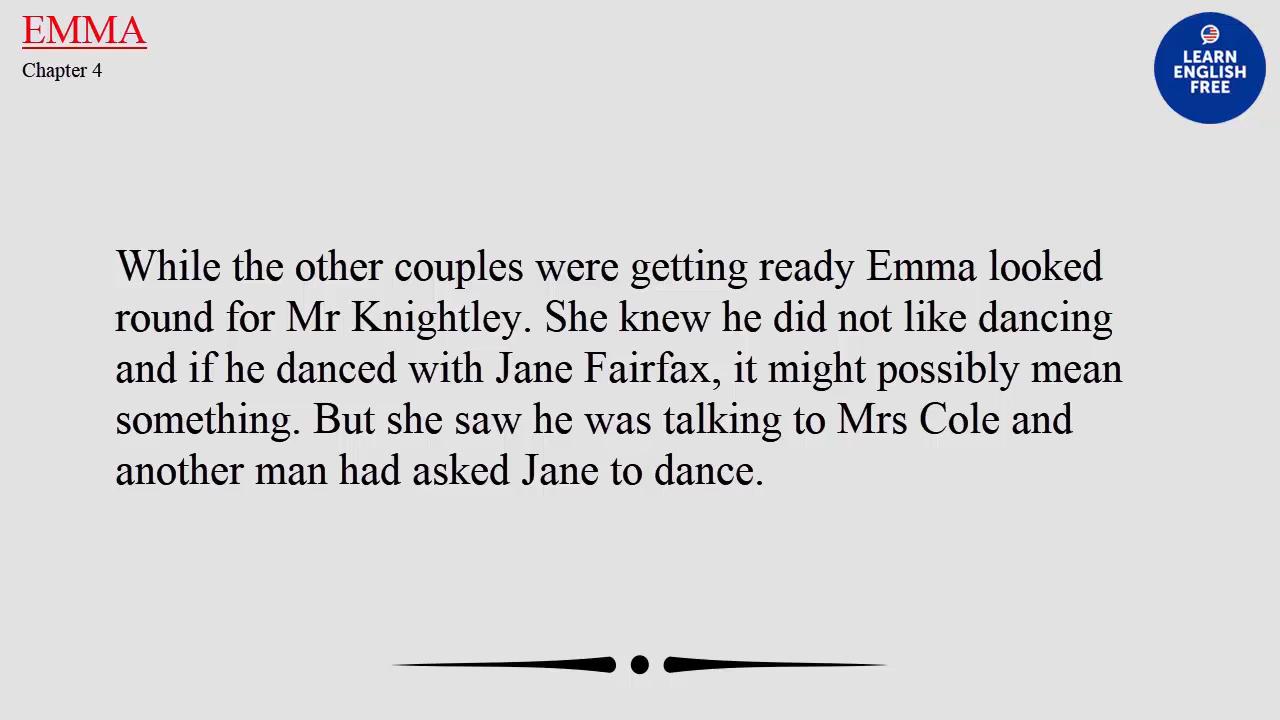 EMMA
Chapter 4
LEARN
ENGLISH
FREE
While the other couples were getting ready Emma looked
round for Mr Knightley. She knew he did not like dancing
and if he danced with Jane Fairfax, it might possibly mean
something. But she saw he was talking to Mrs Cole and
another man had asked Jane to dance.